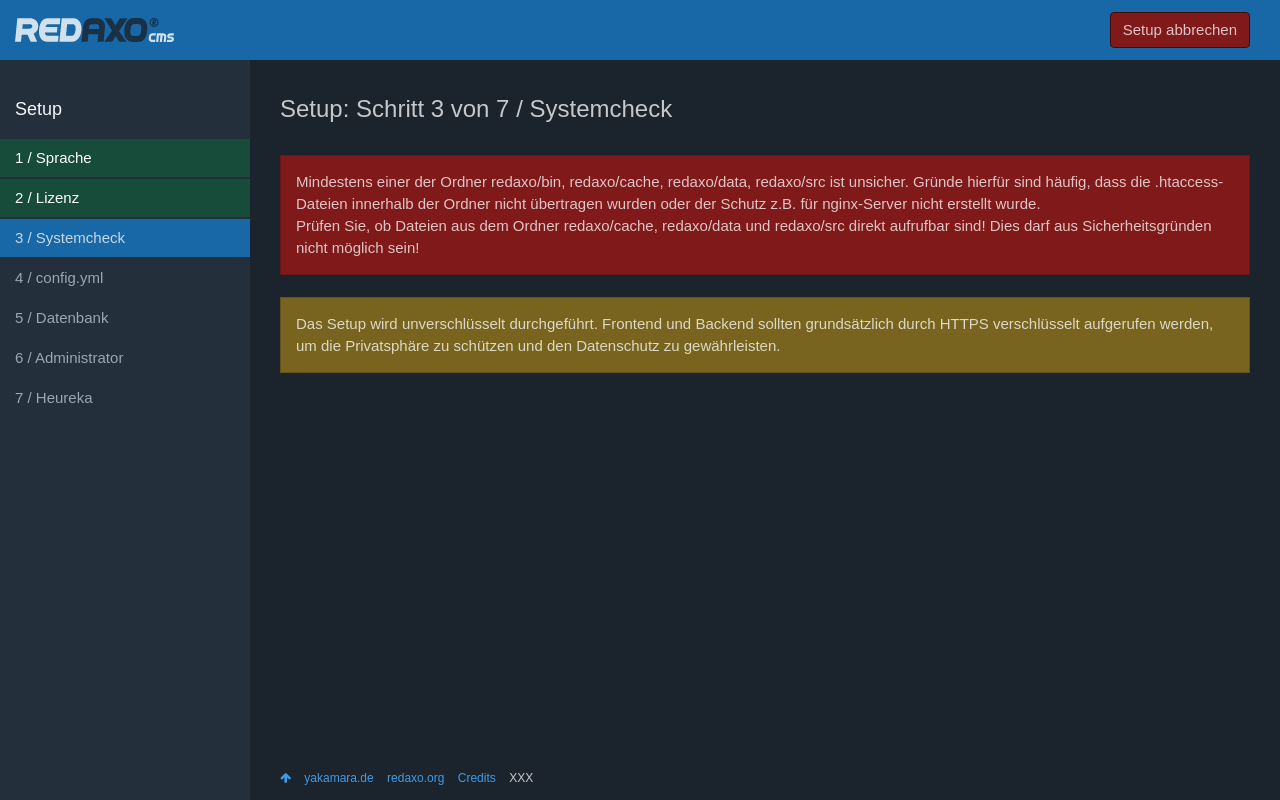 REDAXO® cms
Setup abbrechen
Setup
1 / Sprache
2 / Lizenz
3 / Systemcheck
4 / config.yml
5 / Datenbank
6 / Administrator
7 / Heureka
Setup: Schritt 3 von 7 / Systemcheck
Mindestens einer der Ordner redaxo/bin, redaxo/cache, redaxo/data, redaxo/src ist unsicher. Gründe hierfür sind häufig, dass die .htaccess-
Dateien innerhalb der Ordner nicht übertragen wurden oder der Schutz z.B. für nginx-Server nicht erstellt wurde.
Prüfen Sie, ob Dateien aus dem Ordner redaxo/cache, redaxo/data und redaxo/src direkt aufrufbar sind! Dies darf aus Sicherheitsgründen
nicht möglich sein!
Das Setup wird unverschlüsselt durchgeführt. Frontend und Backend sollten grundsätzlich durch HTTPS verschlüsselt aufgerufen werden,
um die Privatsphäre zu schützen und den Datenschutz zu gewährleisten.
yakamara.de redaxo.org Credits XXX